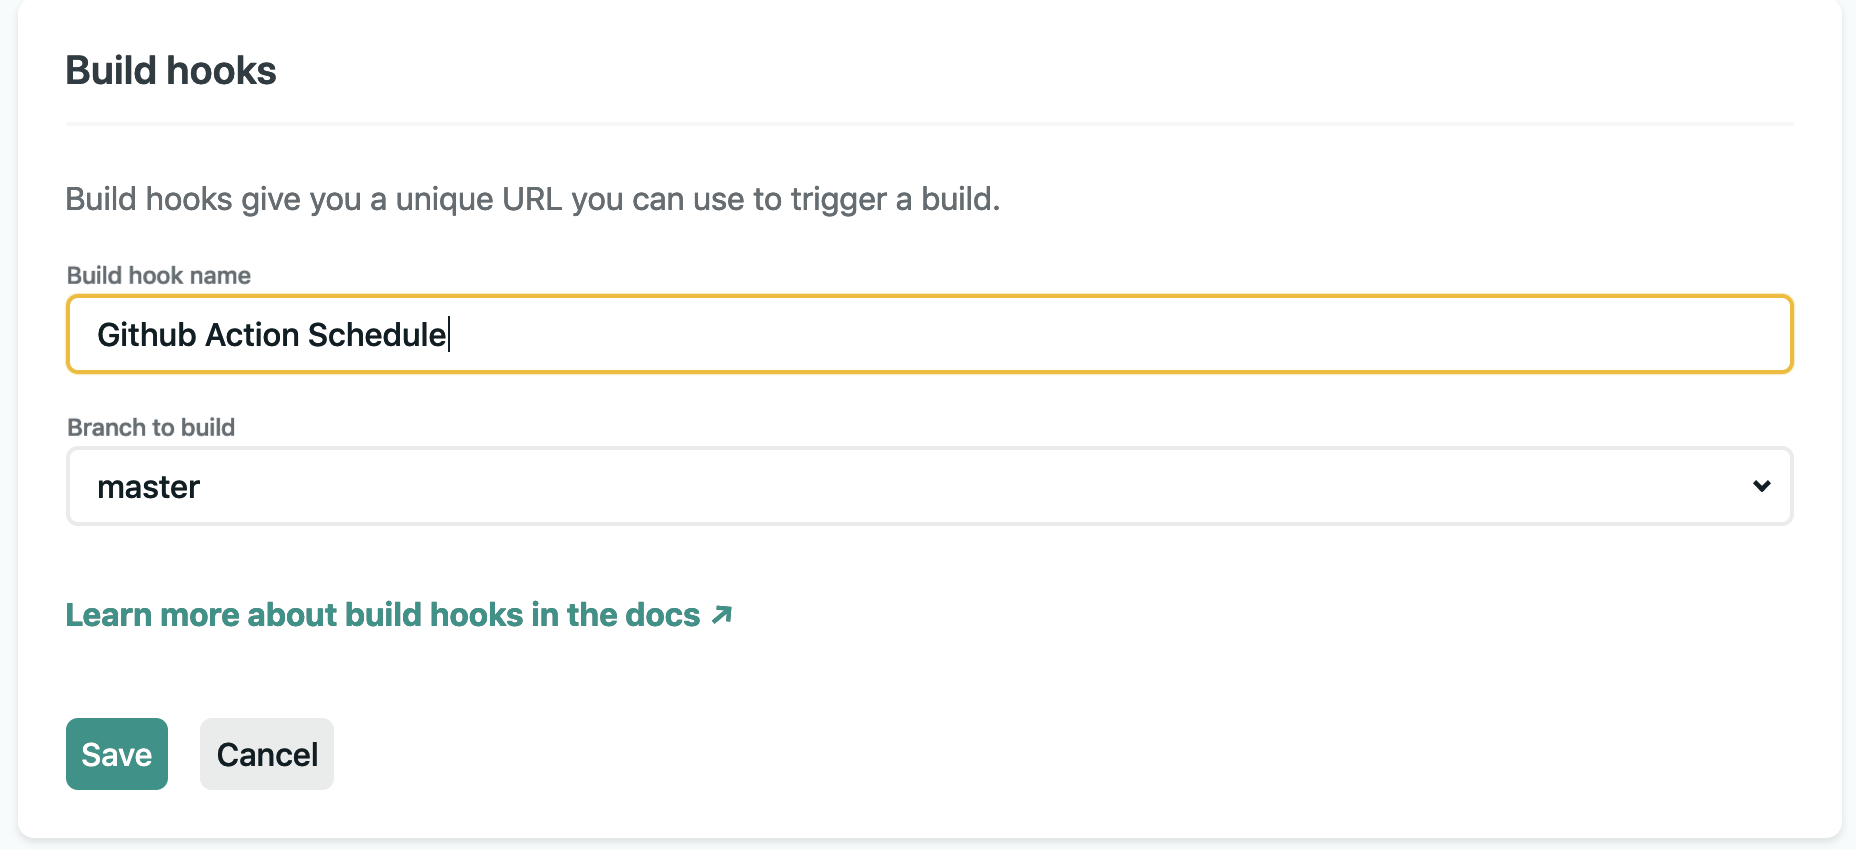 Build hooks
Build hooks give you a unique URL you can use to trigger a build.
Build hook name
Github Action Schedule
Branch to build
master
Learn more about build hooks in the docs ↗
Save
Cancel